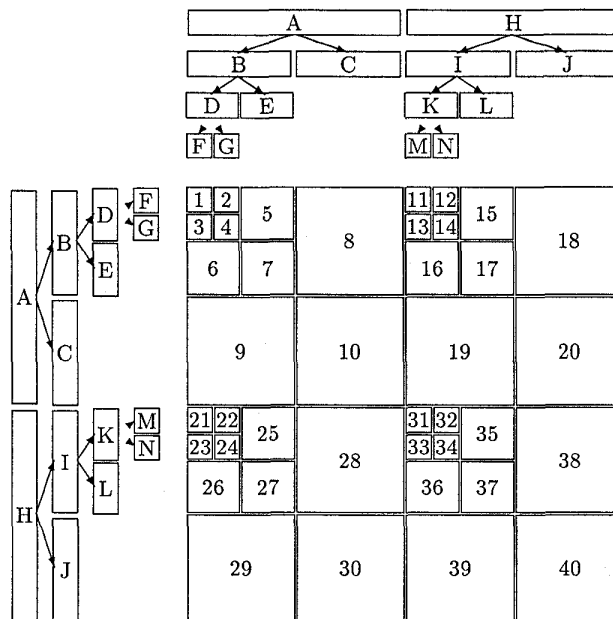 A H
B C I J
D E K L
F G M N
A B D F 1 2 5 8 11 12 15 18
G 3 4 13 14
E 6 7 16 17
C 9 10 19 20
H I K M 21 22 25 28 31 32 35 38
N 23 24 33 34
L 26 27 36 37
J 29 30 39 40